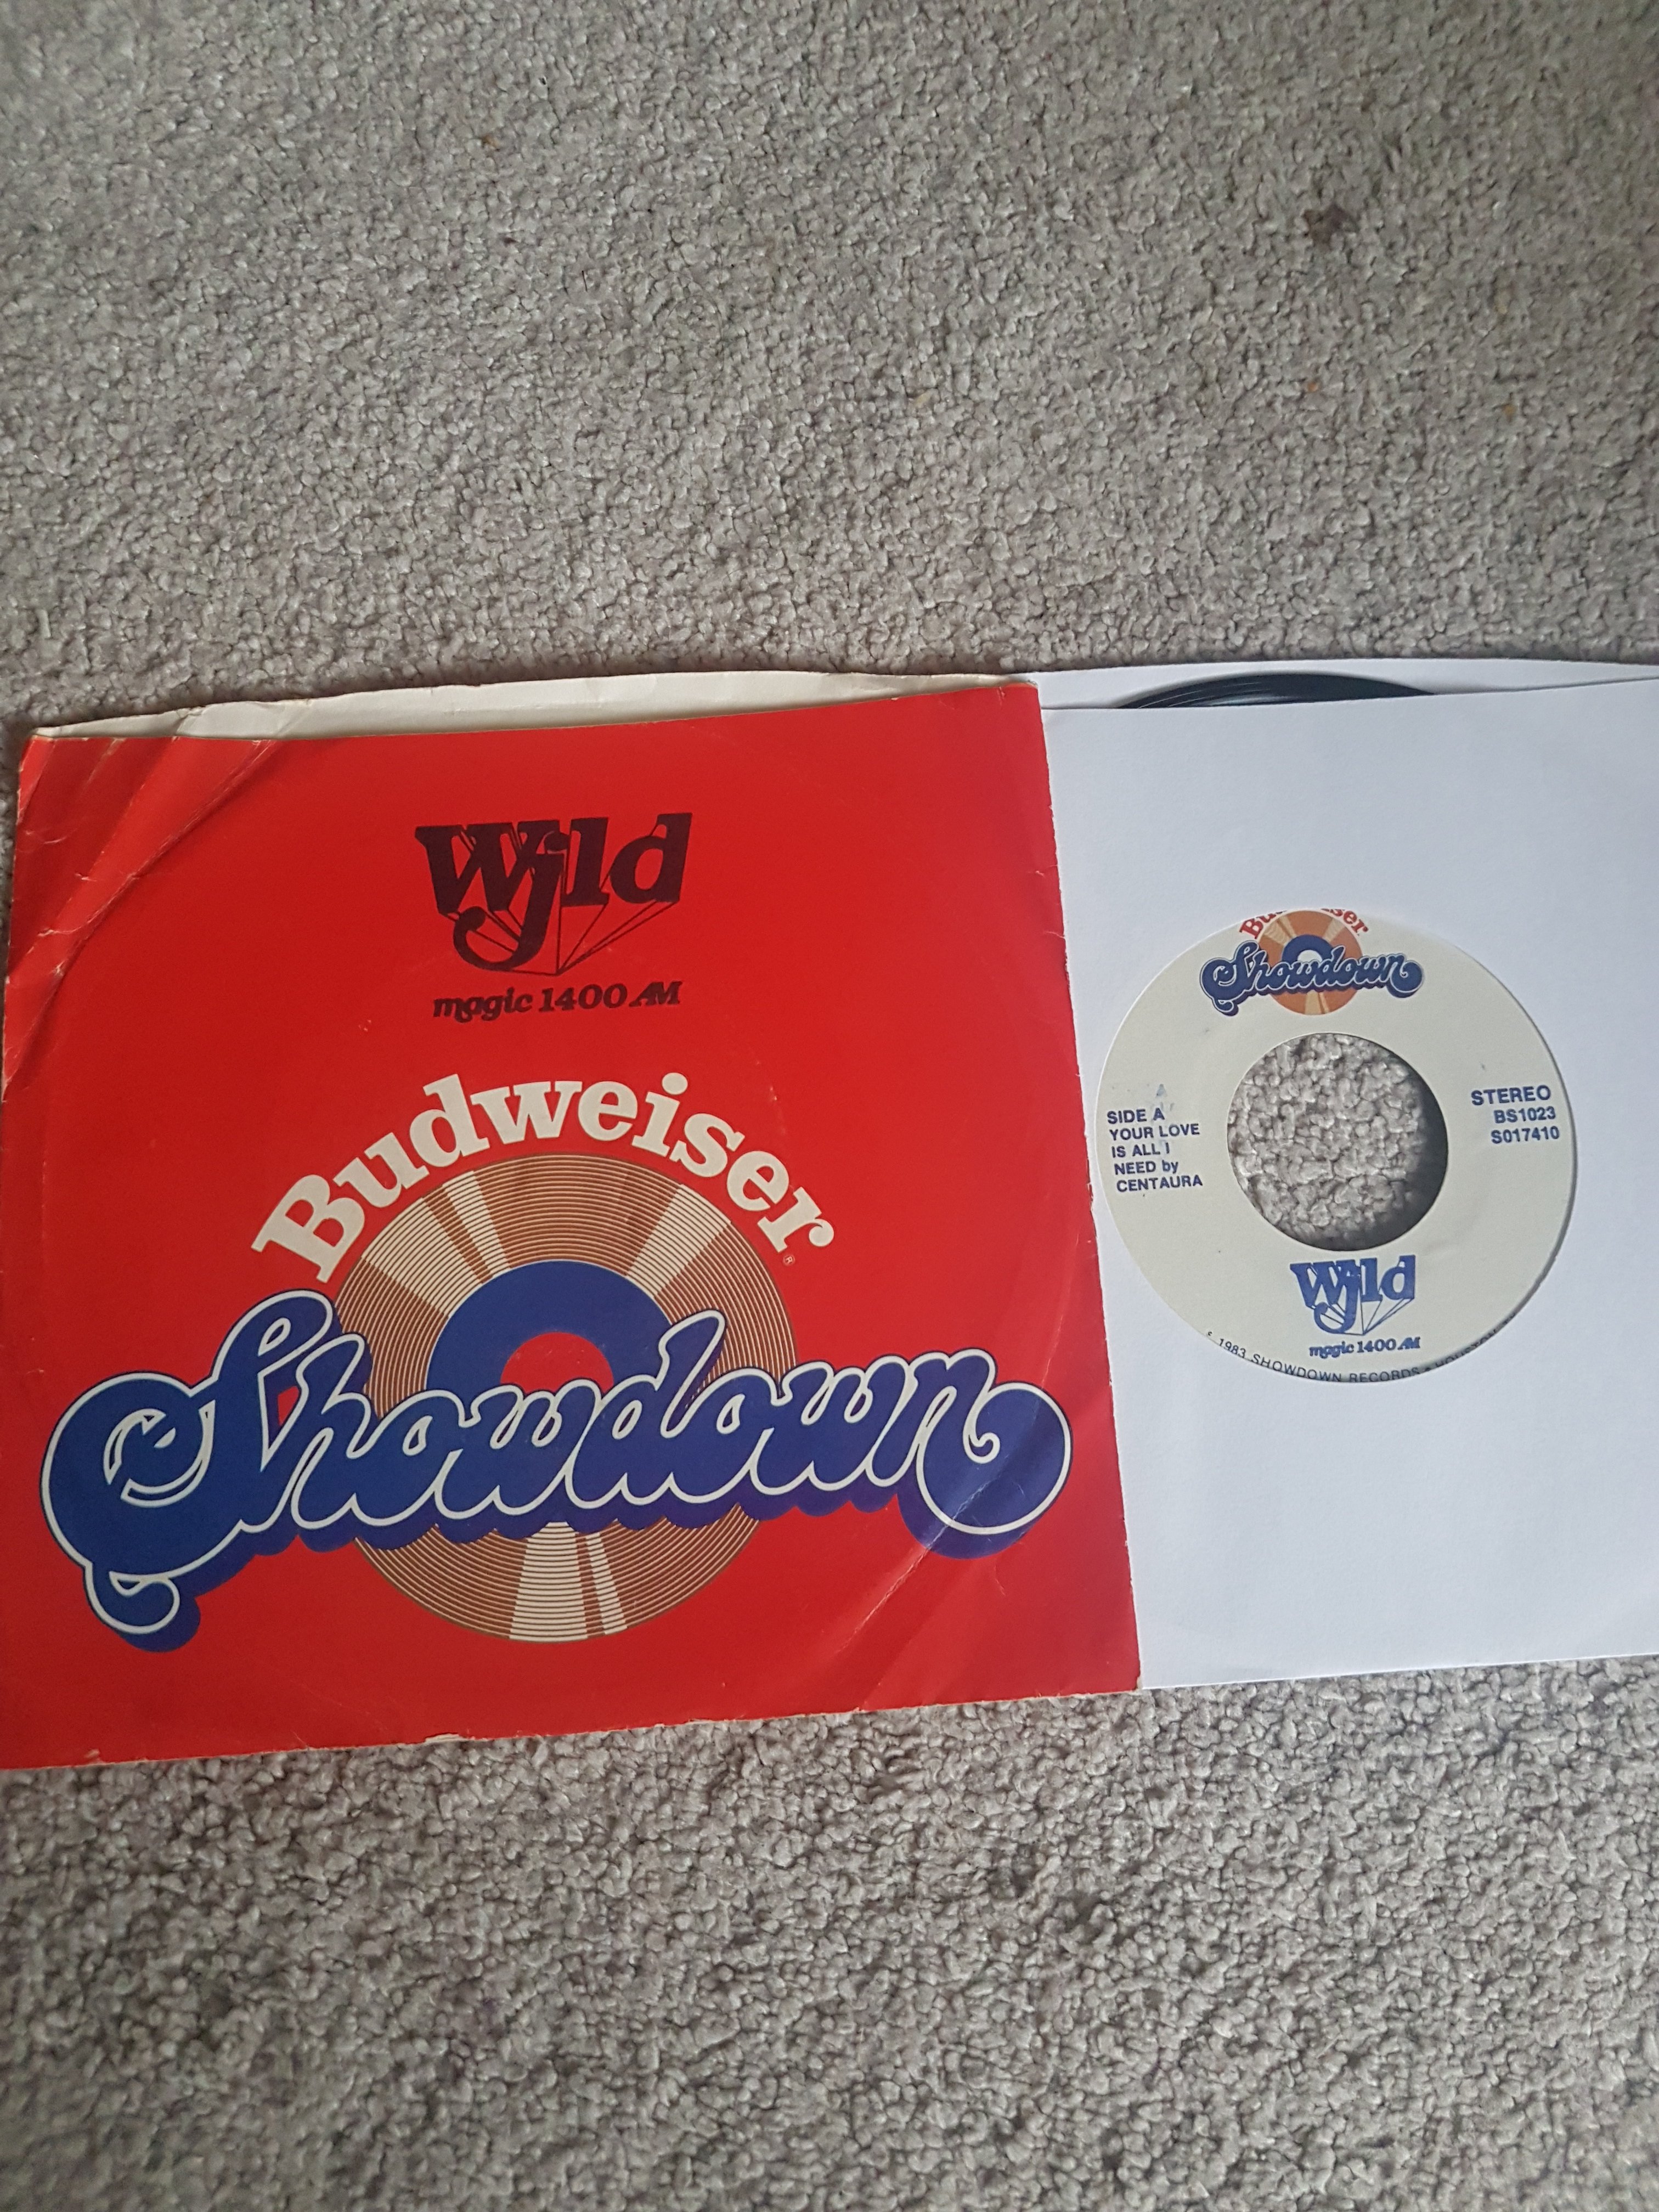 Wjld
magic 1400 AM
Budweiser®
Showdown
Budweiser
Showdown
SIDE A
YOUR LOVE
IS ALL I
NEED by
CENTAURA
STEREO
BS1023
S017410
Wjld
magic 1400 AM
1983 SHOWDOWN RECORDS •